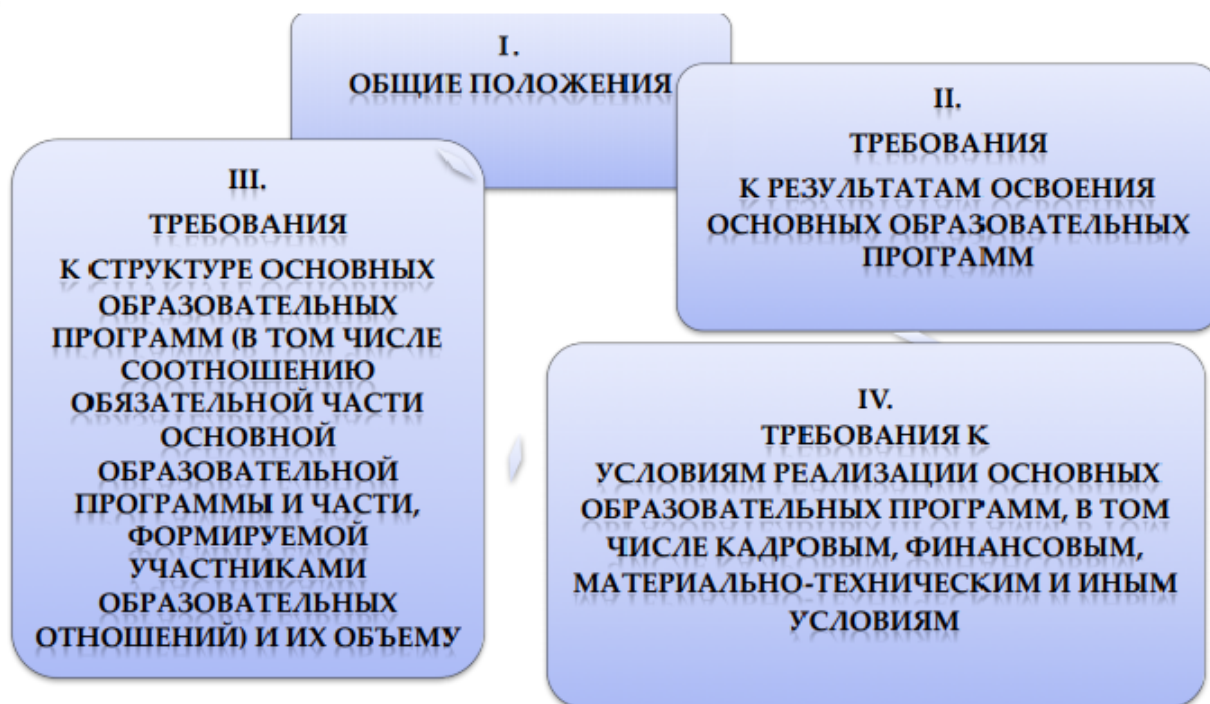 I.
ОБЩИЕ ПОЛОЖЕНИЯ
II.
ТРЕБОВАНИЯ
К РЕЗУЛЬТАТАМ ОСВОЕНИЯ
ОСНОВНЫХ ОБРАЗОВАТЕЛЬНЫХ
ПРОГРАММ
III.
ТРЕБОВАНИЯ
К СТРУКТУРЕ ОСНОВНЫХ
ОБРАЗОВАТЕЛЬНЫХ
ПРОГРАММ (В ТОМ ЧИСЛЕ
СООТНОШЕНИЮ
ОБЯЗАТЕЛЬНОЙ ЧАСТИ
ОСНОВНОЙ
ОБРАЗОВАТЕЛЬНОЙ
ПРОГРАММЫ И ЧАСТИ,
ФОРМИРУЕМОЙ
УЧАСТНИКАМИ
ОБРАЗОВАТЕЛЬНЫХ
ОТНОШЕНИЙ) И ИХ ОБЪЕМУ
IV.
ТРЕБОВАНИЯ К
УСЛОВИЯМ РЕАЛИЗАЦИИ ОСНОВНЫХ
ОБРАЗОВАТЕЛЬНЫХ ПРОГРАММ, В ТОМ
ЧИСЛЕ КАДРОВЫМ, ФИНАНСОВЫМ,
МАТЕРИАЛЬНО-ТЕХНИЧЕСКИМ И ИНЫМ
УСЛОВИЯМ